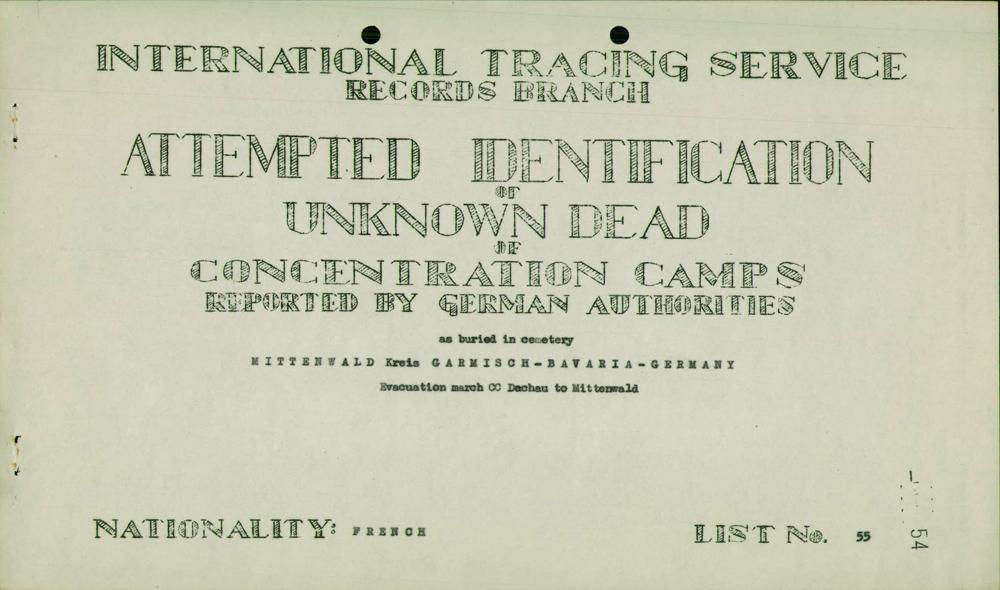 INTERNATIONAL TRACING SERVICE
RECORDS BRANCH
ATTEMPTED IDENTIFICATION
OF
UNKNOWN DEAD
OF
CONCENTRATION CAMPS
REPORTED BY GERMAN AUTHORITIES
as buried in cemetery
MITTENWALD Kreis GARMISCH-BAVARIA-GERMANY
Evacuation march CC Dachau to Mittenwald
NATIONALITY: FRENCH
LIST No. 55
54